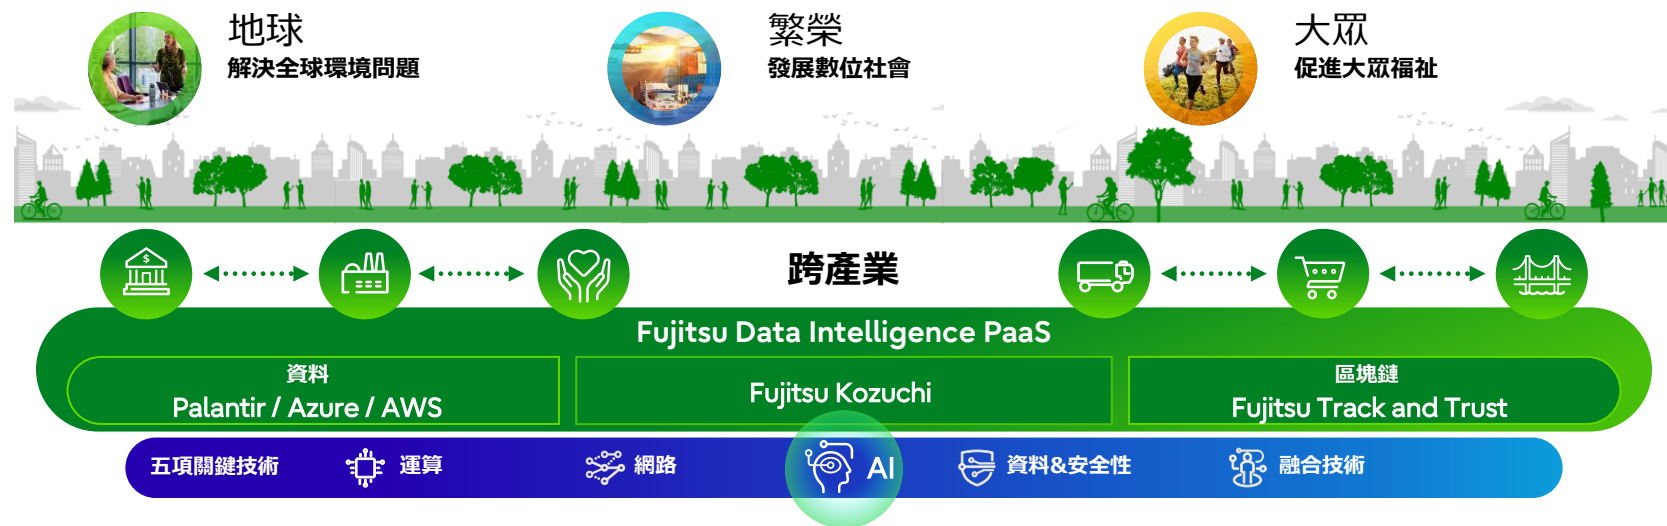 地球
解決全球環境問題
繁榮
發展數位社會
大眾
促進大眾福祉
跨產業
Fujitsu Data Intelligence PaaS
資料
Palantir / Azure / AWS
Fujitsu Kozuchi
區塊鏈
Fujitsu Track and Trust
五項關鍵技術
運算
網路
AI
資料&安全性
融合技術